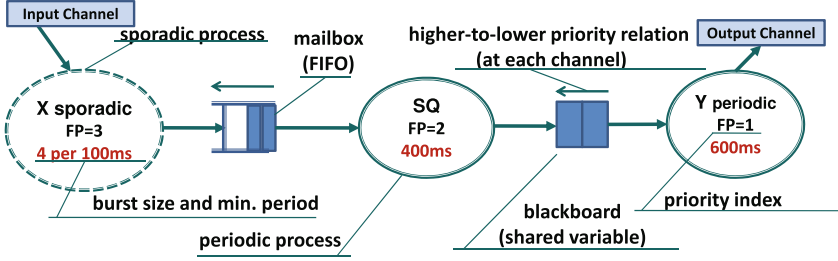 Input Channel
sporadic process
mailbox
(FIFO)
higher-to-lower priority relation
(at each channel)
Output Channel
X sporadic
FP=3
4 per 100ms
SQ
FP=2
400ms
Y periodic
FP=1
600ms
burst size and min. period
periodic process
blackboard
(shared variable)
priority index